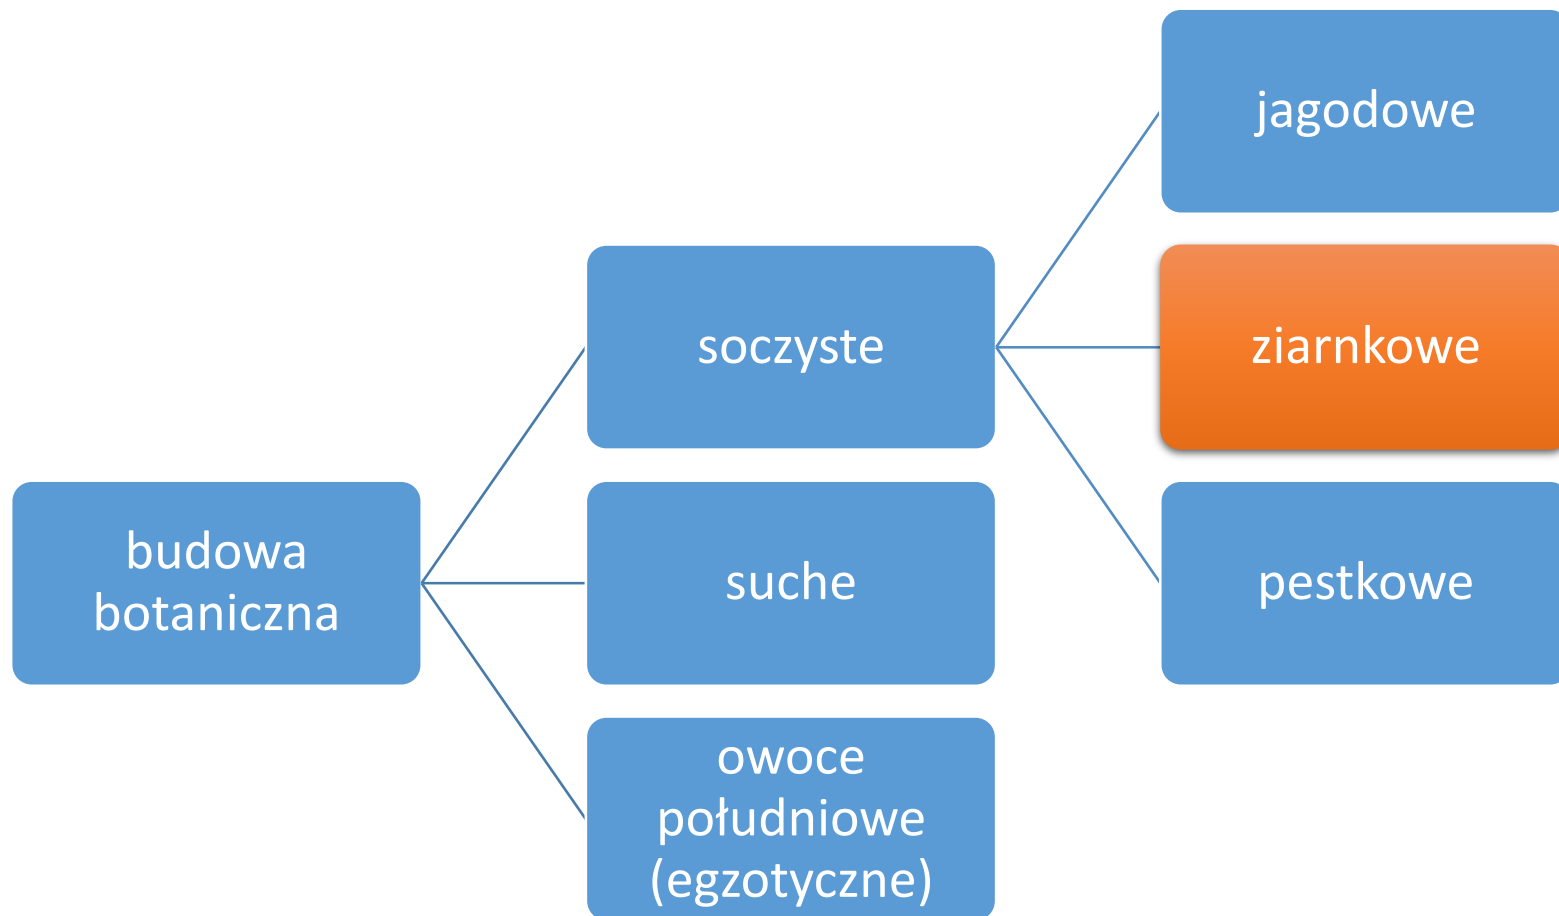 budowa
botaniczna
soczyste
suche
owoce
południowe
(egzotyczne)
jagodowe
ziarnkowe
pestkowe